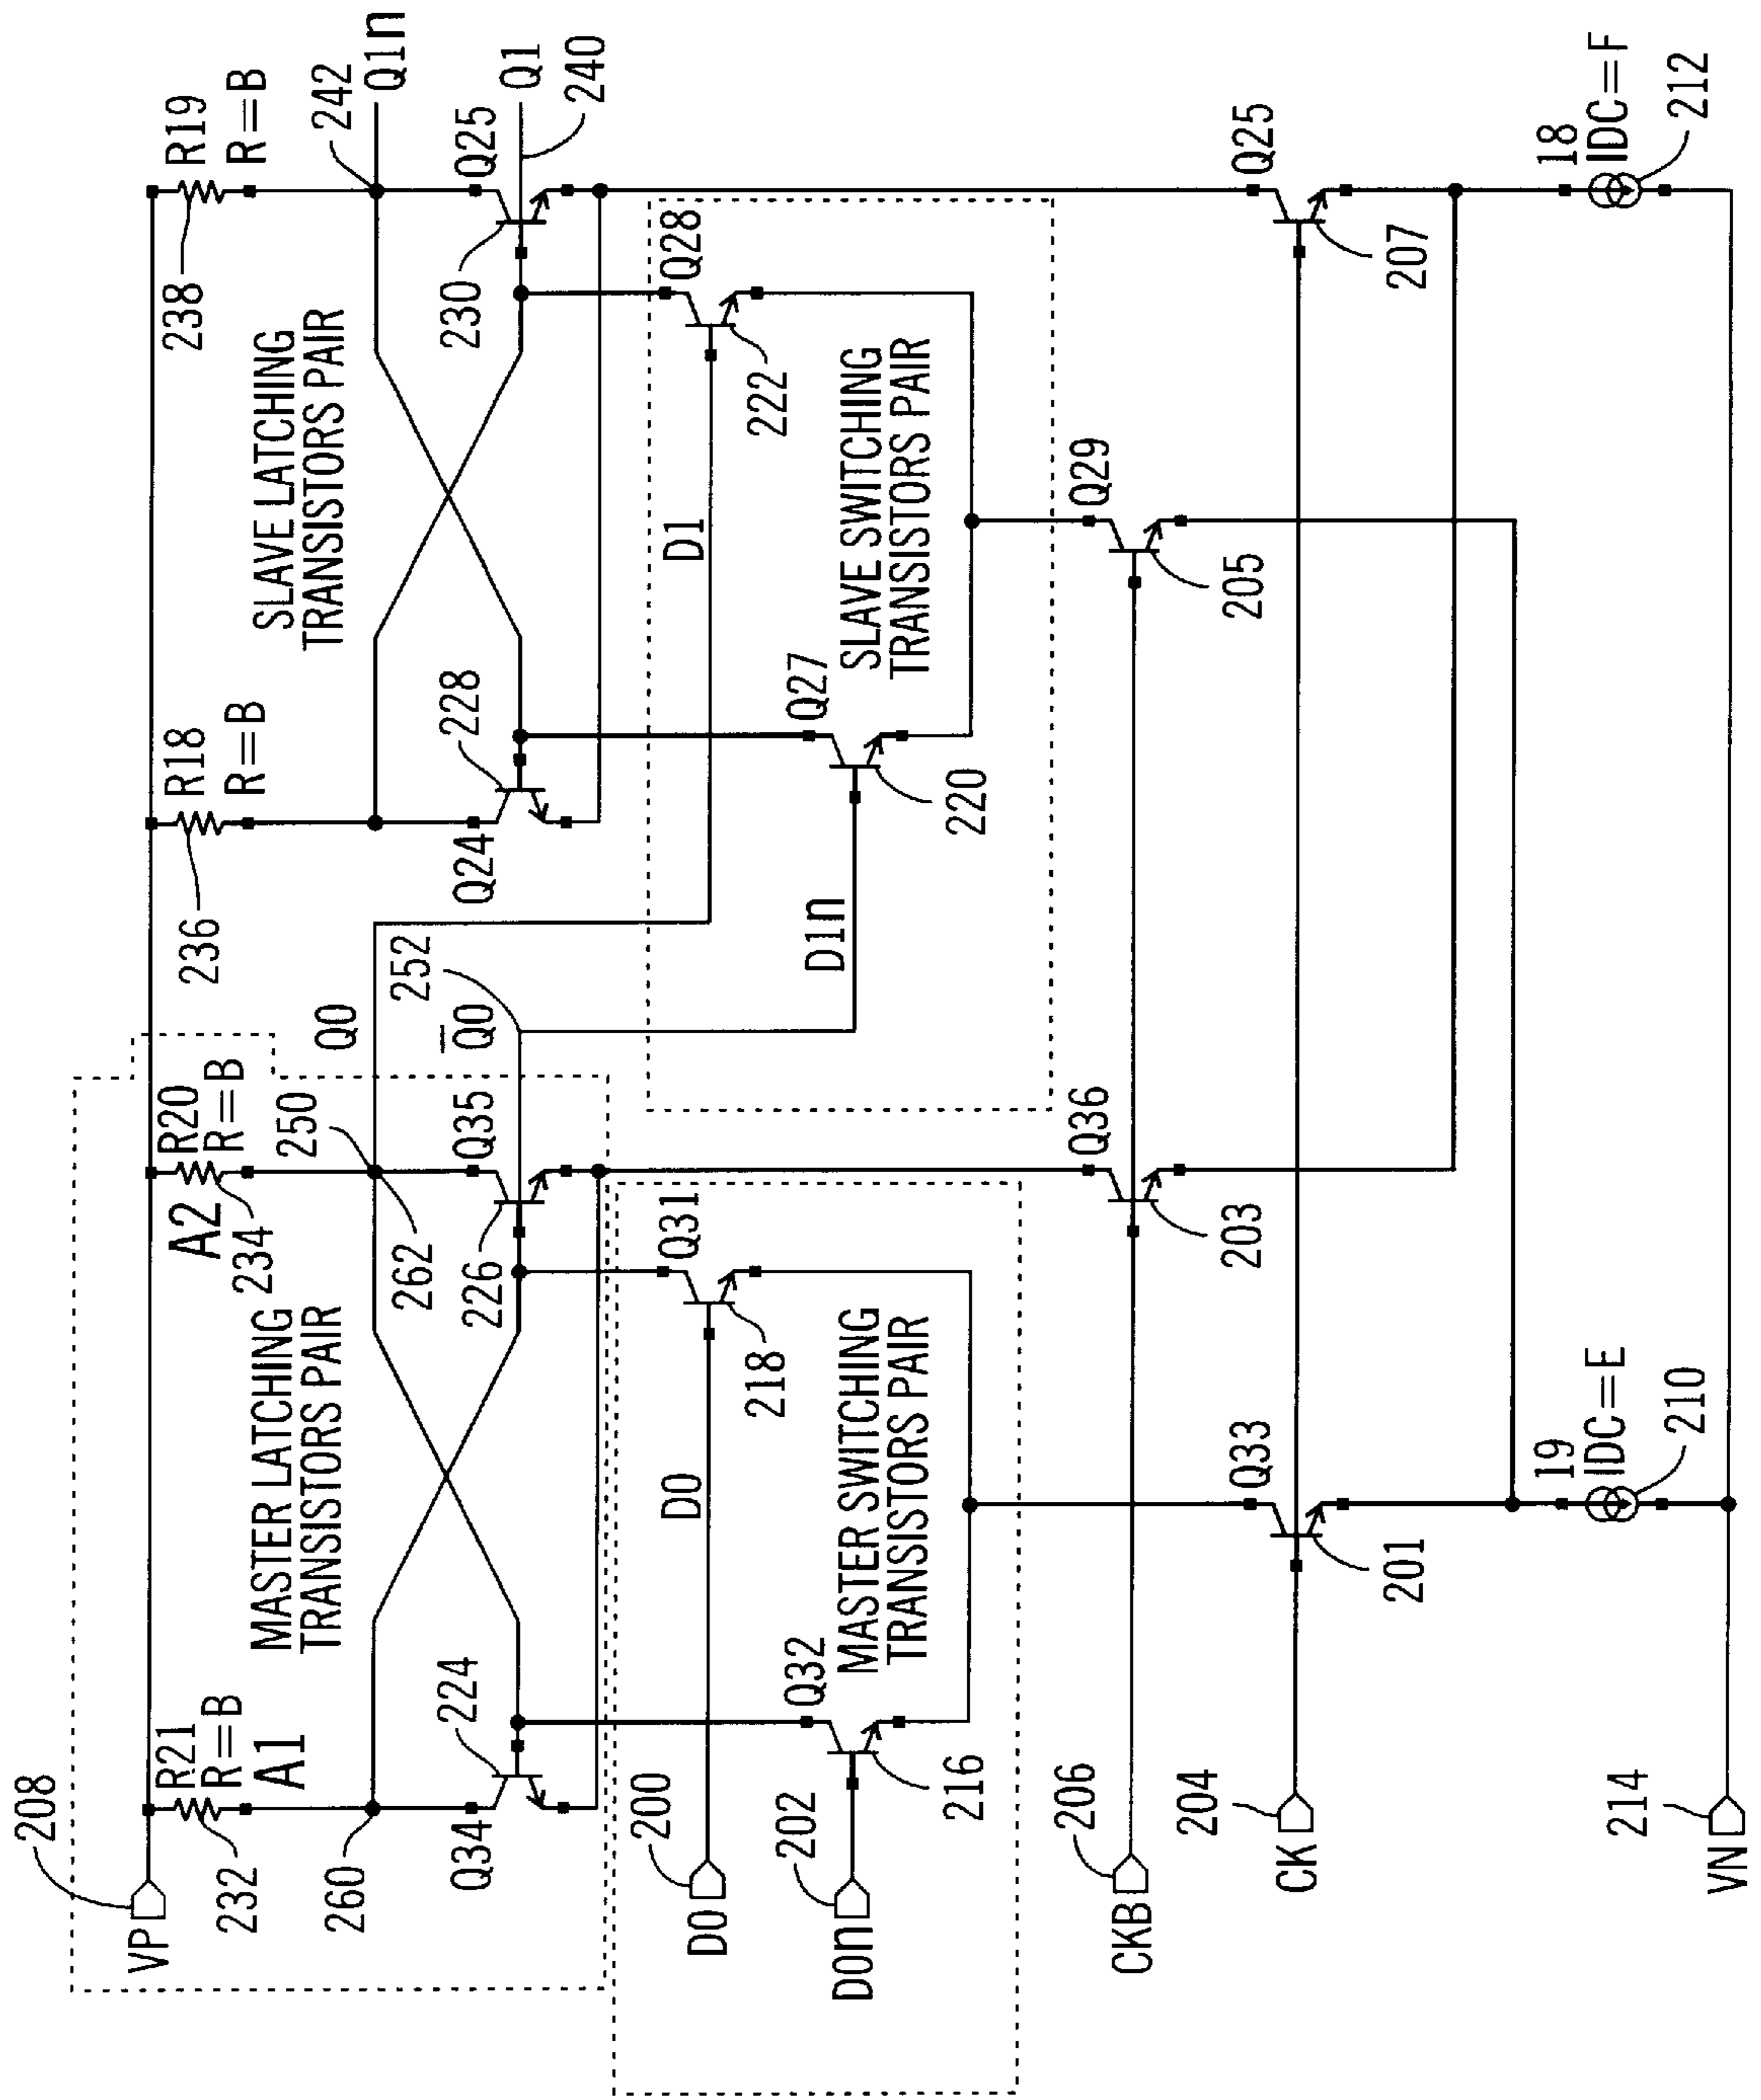 208
VP
R21
R=B
A1
232
260
Q34
224
MASTER LATCHING
TRANSISTORS PAIR
A2
R20
R=B
234
250
262
226
Q35
Q0
Q0
252
236
R18
R=B
Q24
228
SLAVE LATCHING
TRANSISTORS PAIR
238
R19
R=B
242
Q1n
Q25
230
Q1
240
D0
200
D0
Q31
218
D0n
202
Q32
216
MASTER SWITCHING
TRANSISTORS PAIR
D1
Q28
222
D1n
Q27
220
SLAVE SWITCHING
TRANSISTORS PAIR
CKB
206
Q36
203
Q29
205
CK
204
Q33
201
Q25
207
19
IDC=E
210
18
IDC=F
212
VN
214